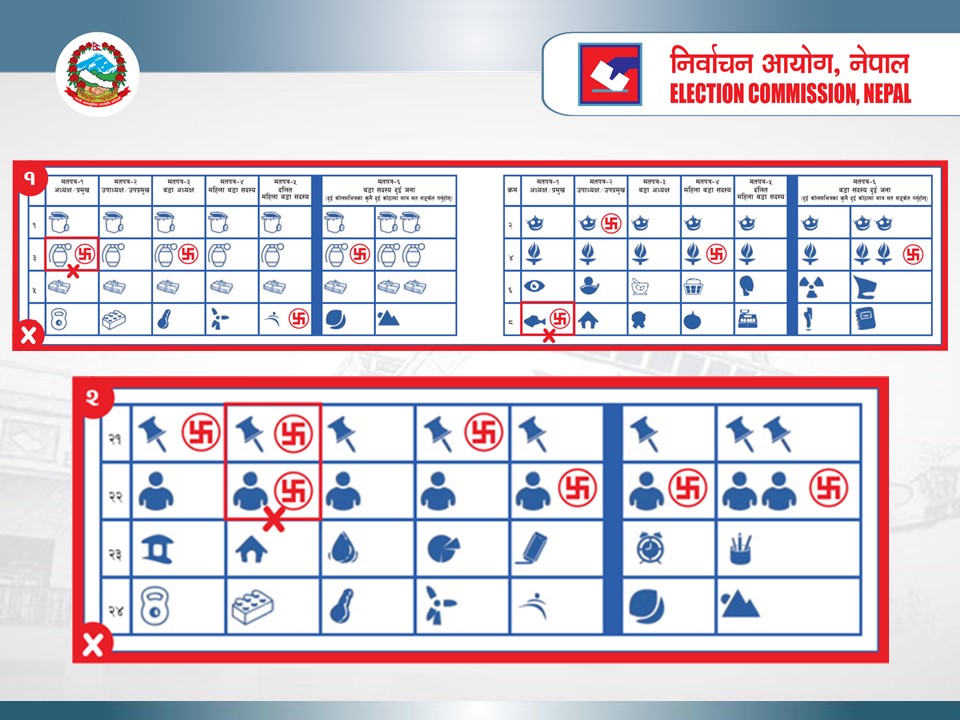 निर्वाचन आयोग, नेपाल
ELECTION COMMISSION, NEPAL
१
मतपत्र-१ मतपत्र-२ मतपत्र-३ मतपत्र-४ मतपत्र-५ मतपत्र-६
अध्यक्ष/प्रमुख उपाध्यक्ष/उपप्रमुख वडा अध्यक्ष महिला वडा सदस्य दलित वडा सदस्य दुई जना
महिला वडा सदस्य (दुई कोलमभित्रका कुनै दुई कोठामा मात्र मत सङ्केत गर्नुहोस्)
१
३
५
७
क्रम मतपत्र-१ मतपत्र-२ मतपत्र-३ मतपत्र-४ मतपत्र-५ मतपत्र-६
अध्यक्ष/प्रमुख उपाध्यक्ष/उपप्रमुख वडा अध्यक्ष महिला वडा सदस्य दलित वडा सदस्य दुई जना
महिला वडा सदस्य (दुई कोलमभित्रका कुनै दुई कोठामा मात्र मत सङ्केत गर्नुहोस्)
२
४
६
८
२
२१
२२
२३
२४